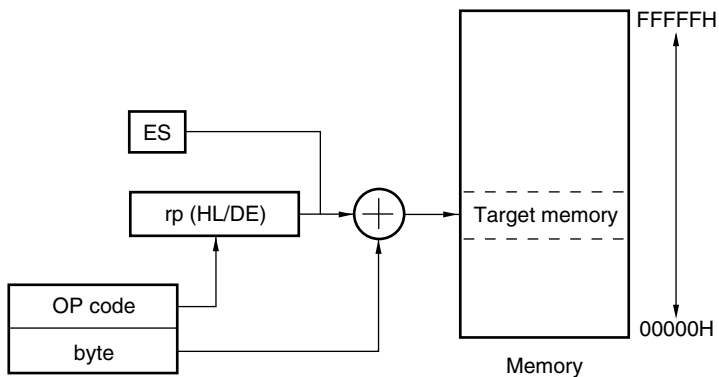 FFFFFH
ES
rp (HL/DE)
Target memory
OP code
byte
00000H
Memory